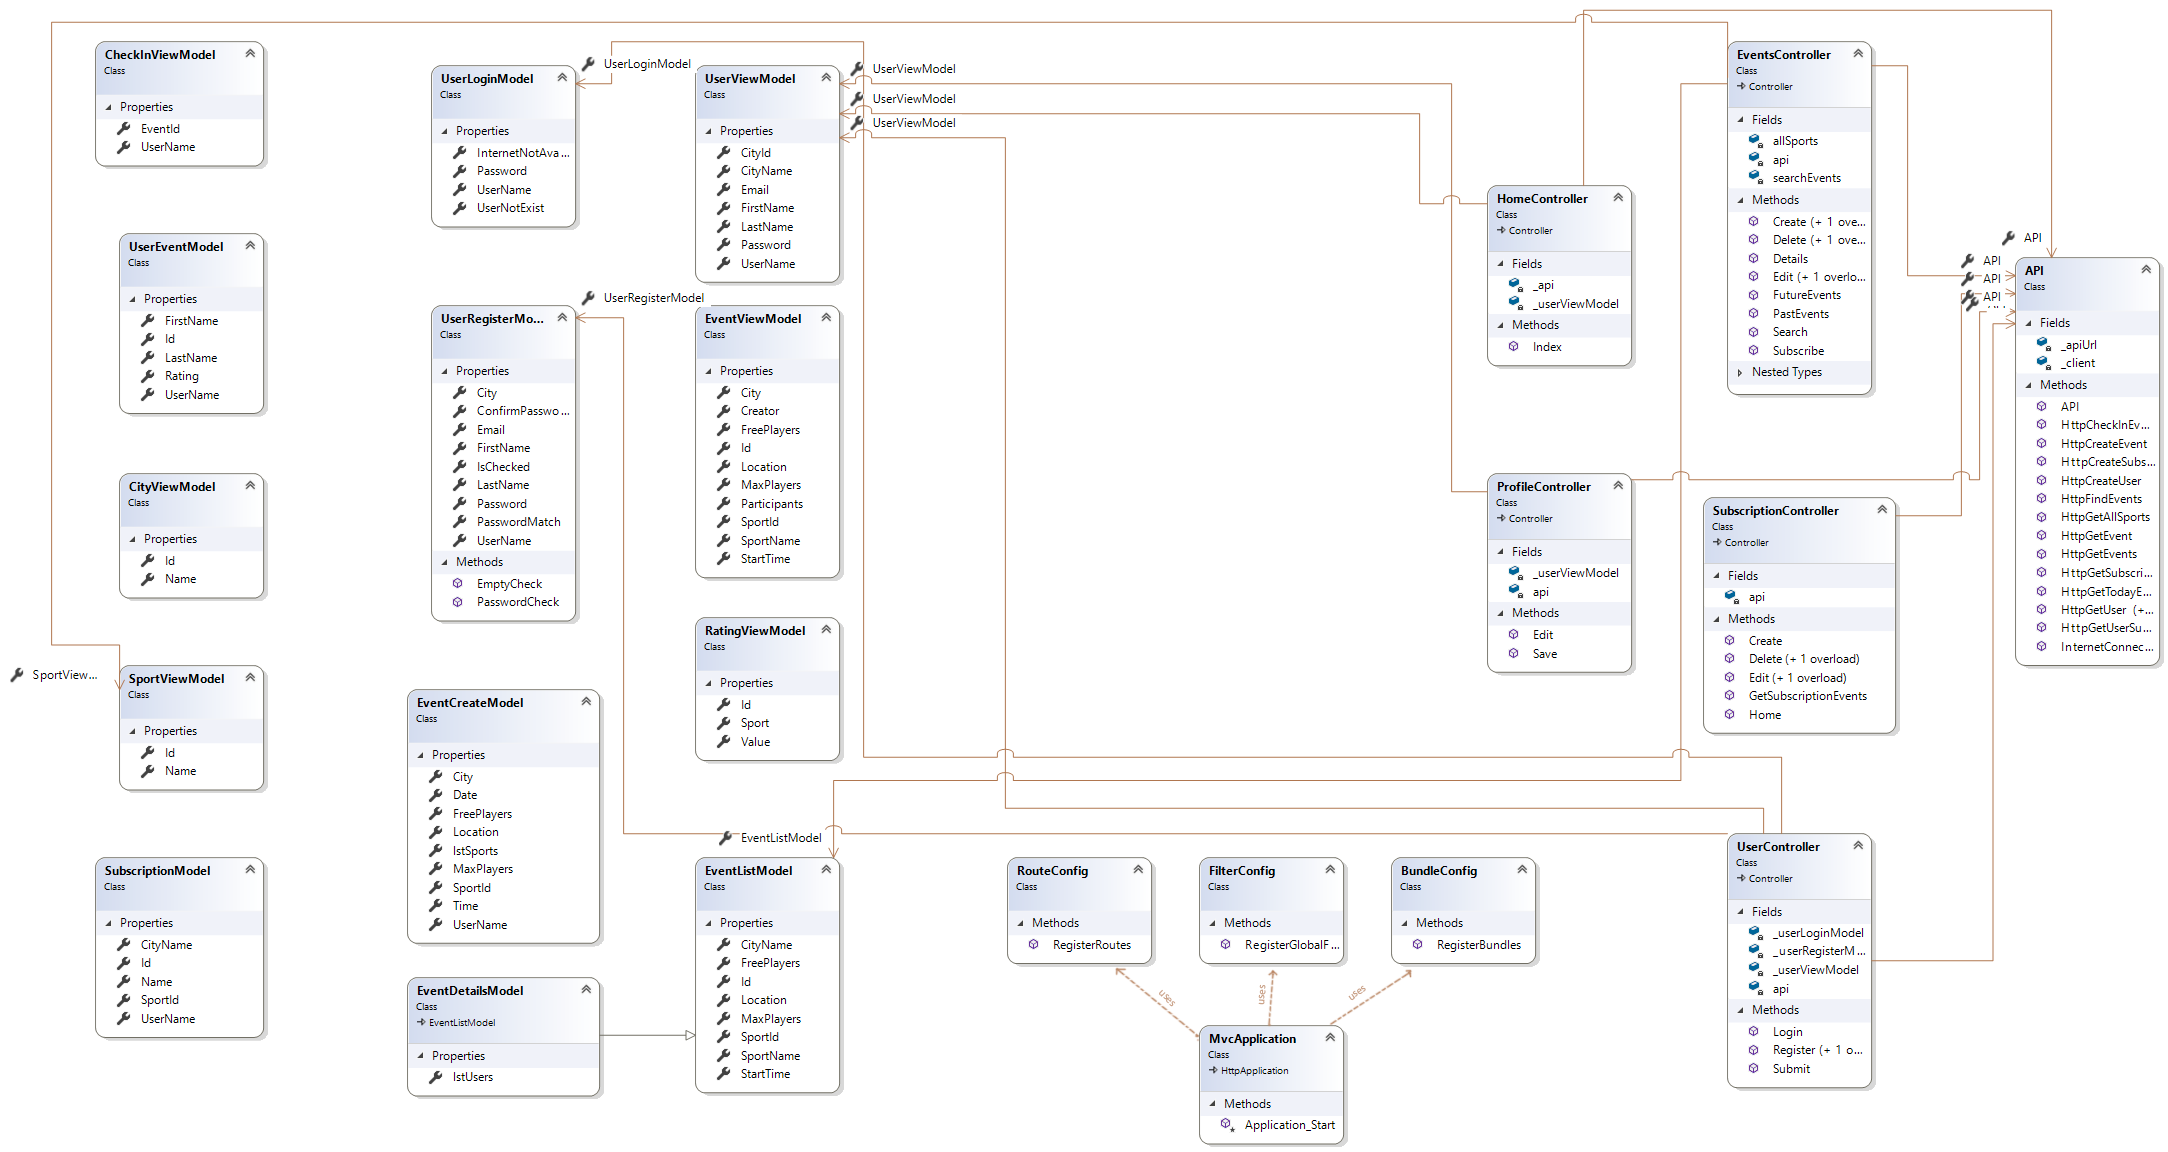 CheckInViewModel
Class
Properties
EventId
UserName
UserEventModel
Class
Properties
FirstName
Id
LastName
Rating
UserName
CityViewModel
Class
Properties
Id
Name
SportView...
SportViewModel
Class
Properties
Id
Name
SubscriptionModel
Class
Properties
CityName
Id
Name
SportId
UserName
UserLoginModel
UserLoginModel
Class
Properties
InternetNotAva...
Password
UserName
UserNotExist
UserRegisterModel
UserRegisterMo...
Class
Properties
City
ConfirmPasswo...
Email
FirstName
IsChecked
LastName
Password
PasswordMatch
UserName
Methods
EmptyCheck
PasswordCheck
EventCreateModel
Class
Properties
City
Date
FreePlayers
Location
lstSports
MaxPlayers
SportId
Time
UserName
EventDetailsModel
Class
EventListModel
Properties
lstUsers
UserViewModel
Class
Properties
CityId
CityName
Email
FirstName
LastName
Password
UserName
UserViewModel
UserViewModel
UserViewModel
EventViewModel
Class
Properties
City
Creator
FreePlayers
Id
Location
MaxPlayers
Participants
SportId
SportName
StartTime
RatingViewModel
Class
Properties
Id
Sport
Value
EventListModel
EventListModel
Class
Properties
CityName
FreePlayers
Id
Location
MaxPlayers
SportId
SportName
StartTime
RouteConfig
Class
Methods
RegisterRoutes
FilterConfig
Class
Methods
RegisterGlobalF...
BundleConfig
Class
Methods
RegisterBundles
uses
uses
uses
MvcApplication
Class
HttpApplication
Methods
Application_Start
HomeController
Class
Controller
Fields
_api
_userViewModel
Methods
Index
ProfileController
Class
Controller
Fields
_userViewModel
api
Methods
Edit
Save
EventsController
Class
Controller
Fields
allSports
api
searchEvents
Methods
Create (+ 1 ove...
Delete (+ 1 ove...
Details
Edit (+ 1 overlo...
FutureEvents
PastEvents
Search
Subscribe
Nested Types
SubscriptionController
Class
Controller
Fields
api
Methods
Create
Delete (+ 1 overload)
Edit (+ 1 overload)
GetSubscriptionEvents
Home
UserController
Class
Controller
Fields
_userLoginModel
_userRegisterM...
_userViewModel
api
Methods
Login
Register (+ 1 o...
Submit
API
API
API
API
API
Class
Fields
_apiUrl
_client
Methods
API
HttpCheckInEv...
HttpCreateEvent
HttpCreateSubs...
HttpCreateUser
HttpFindEvents
HttpGetAllSports
HttpGetEvent
HttpGetEvents
HttpGetSubscri...
HttpGetTodayE...
HttpGetUser (+...
HttpGetUserSu...
InternetConnec...